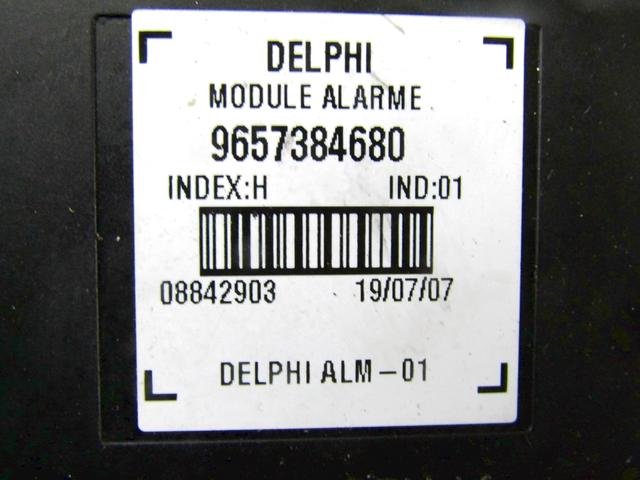 DELPHI
MODULE ALARME
9657384680
INDEX:H IND:01
08842903 19/07/07
DELPHI ALM-01